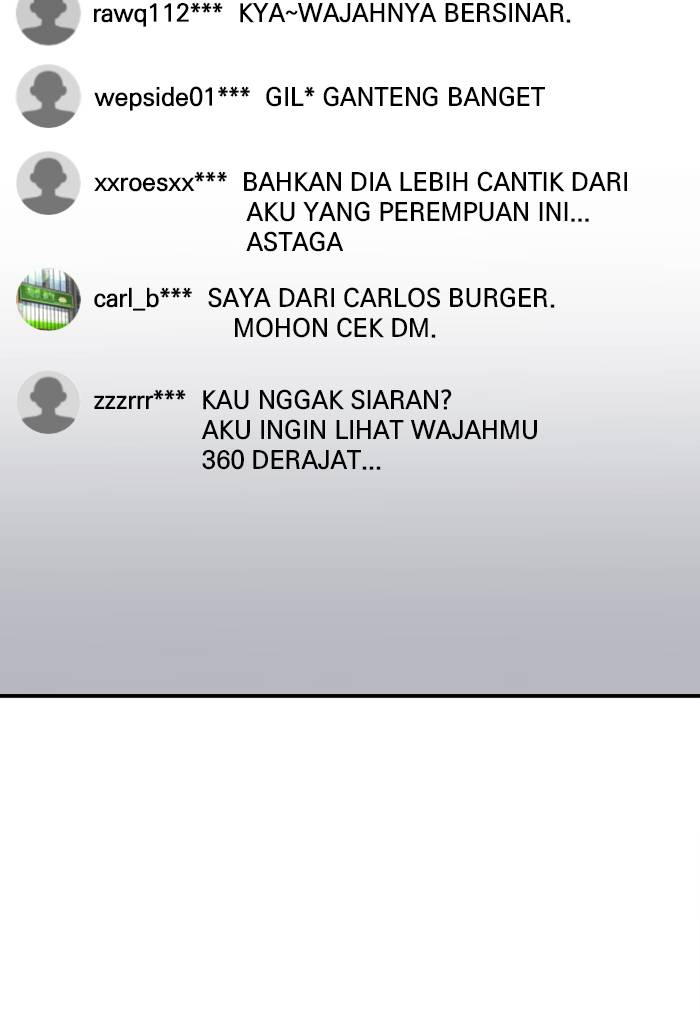 rawq112*** KYA~WAJAHNYA BERSINAR.
wepside01*** GIL* GANTENG BANGET
xxroesxx*** BAHKAN DIA LEBIH CANTIK DARI
AKU YANG PEREMPUAN INI...
ASTAGA
carl_b*** SAYA DARI CARLOS BURGER.
MOHON CEK DM.
zzzrrr*** KAU NGGAK SIARAN?
AKU INGIN LIHAT WAJAHMU
360 DERAJAT...